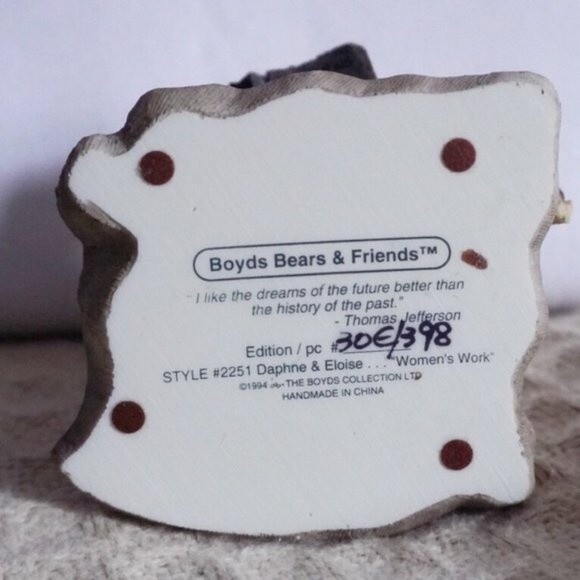 Boyds Bears & Friends™
"I like the dreams of the future better than
the history of the past."
- Thomas Jefferson
Edition / pc #30E/398
STYLE #2251 Daphne & Eloise . . . "Women's Work"
©1994 THE BOYDS COLLECTION LTD
HANDMADE IN CHINA